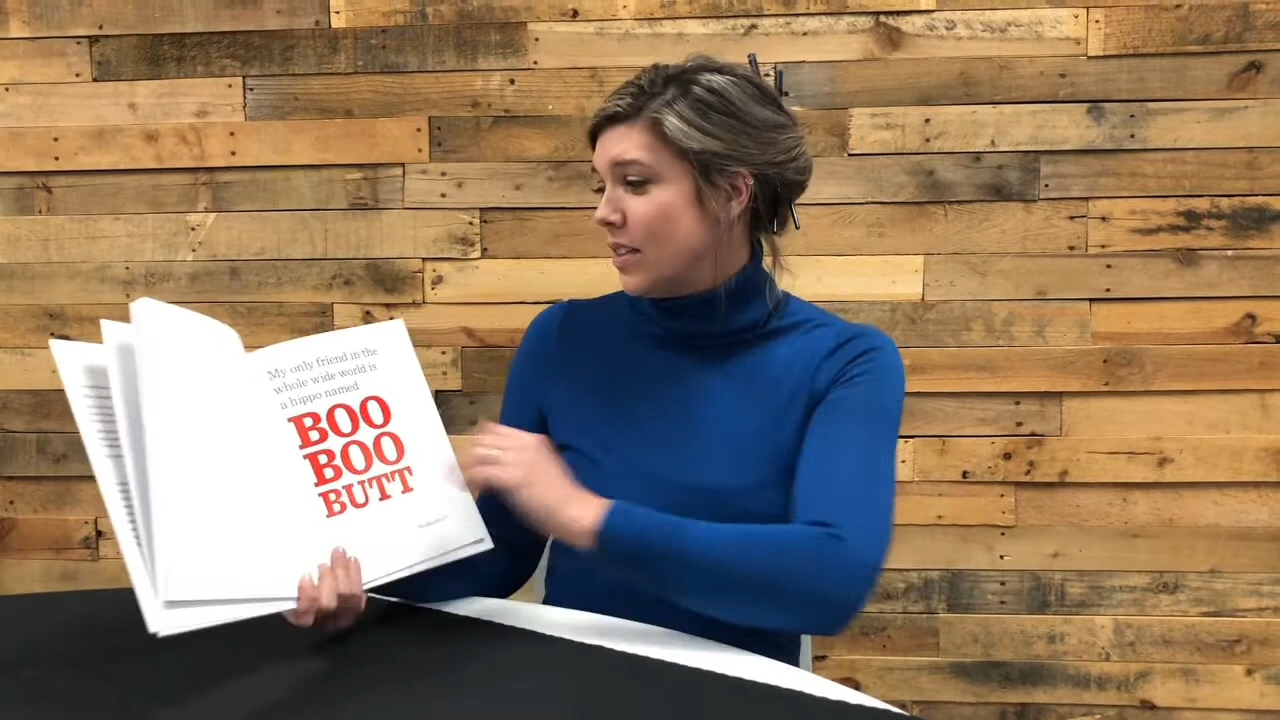 My only friend in the
whole wide world is
a hippo named
BOO
BOO
BUTT